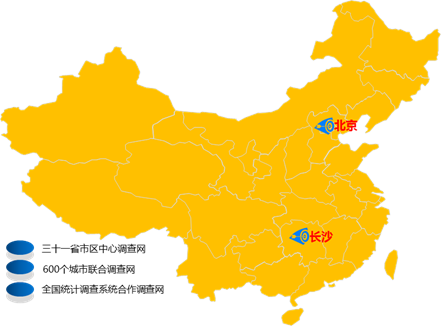 北京
长沙
三十一省市区中心调查网
600个城市联合调查网
全国统计调查系统合作调查网